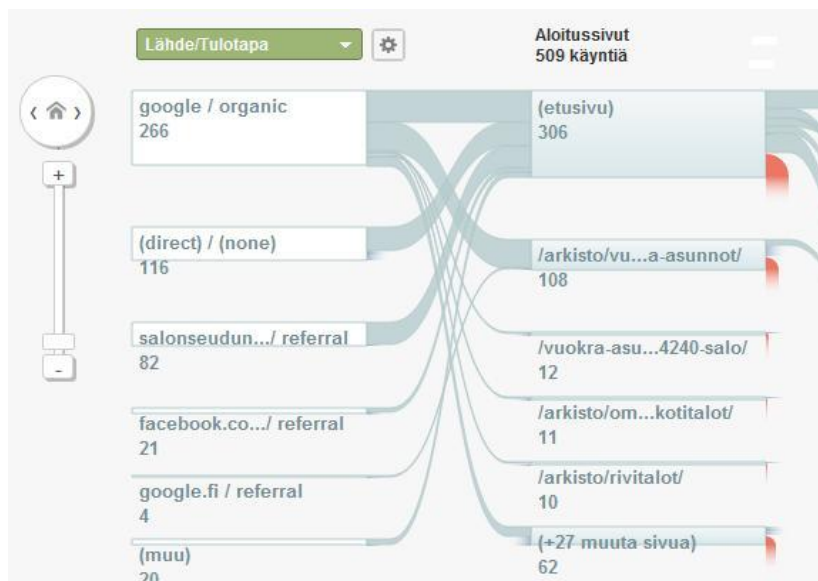 Lähde/Tulotapa
Aloitussivut
509 käyntiä
google / organic
266
(direct) / (none)
116
salonseudun.../ referral
82
facebook.co.../ referral
21
google.fi / referral
4
(muu)
20
(etusivu)
306
/arkisto/vu...a-asunnot/
108
/vuokra-asu...4240-salo/
12
/arkisto/om...kotitalot/
11
/arkisto/rivitalot/
10
(+27 muuta sivua)
62
+
-